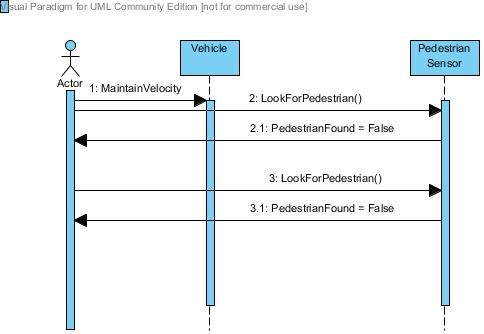 Visual Paradigm for UML Community Edition [not for commercial use]
Vehicle
Pedestrian
Sensor
Actor
1: MaintainVelocity
2: LookForPedestrian()
2.1: PedestrianFound = False
3: LookForPedestrian()
3.1: PedestrianFound = False